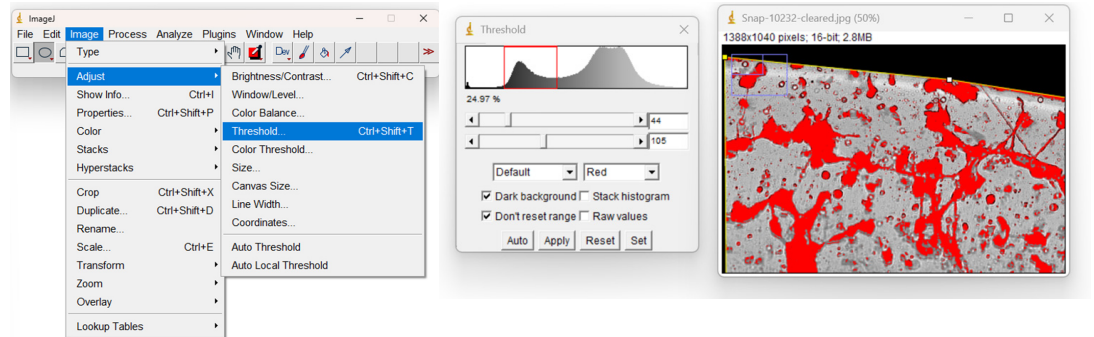 ImageJ
File Edit Image Process Analyze Plugins Window Help
Dev
Type
Adjust
Show Info... Ctrl+I
Properties... Ctrl+Shift+P
Color
Stacks
Hyperstacks
Crop Ctrl+Shift+X
Duplicate... Ctrl+Shift+D
Rename...
Scale... Ctrl+E
Transform
Zoom
Overlay
Lookup Tables
Brightness/Contrast... Ctrl+Shift+C
Window/Level...
Color Balance...
Threshold... Ctrl+Shift+T
Color Threshold...
Size...
Canvas Size...
Line Width...
Coordinates...
Auto Threshold
Auto Local Threshold
Threshold
24.97 %
44
105
Default Red
Dark background Stack histogram
Don't reset range Raw values
Auto Apply Reset Set
Snap-10232-cleared.jpg (50%)
1388x1040 pixels; 16-bit; 2.8MB